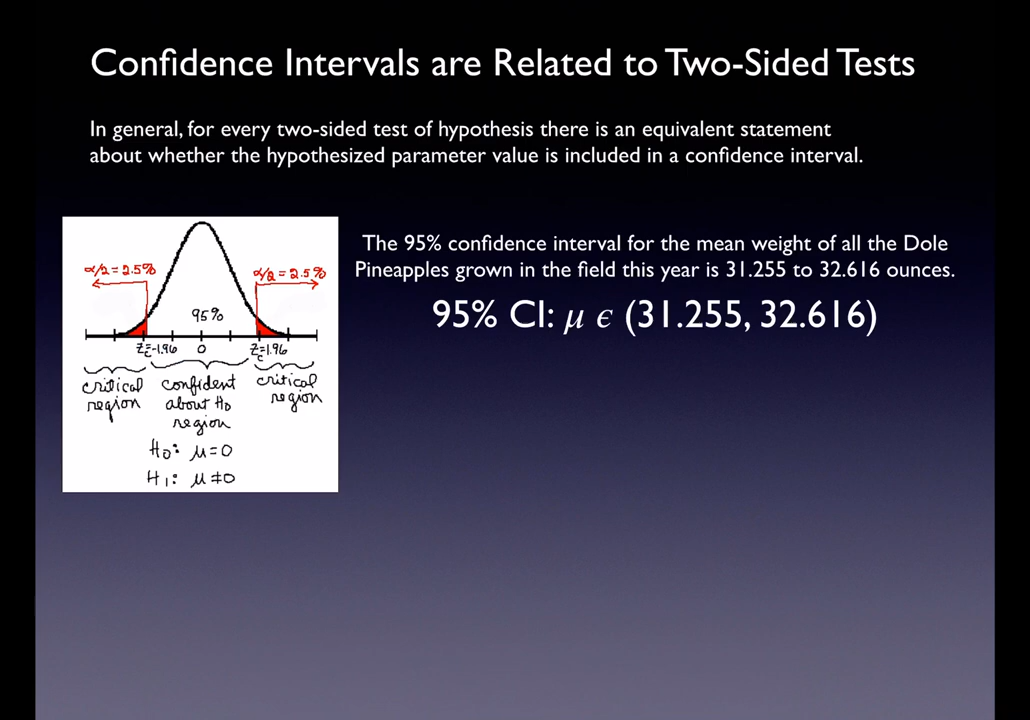 Confidence Intervals are Related to Two-Sided Tests
In general, for every two-sided test of hypothesis there is an equivalent statement
about whether the hypothesized parameter value is included in a confidence interval.
α/2 = 2.5%
α/2 = 2.5%
95%
Zc=-1.96 0 Zc=1.96
critical region
confident about H0 region
critical region
H0: μ=0
H1: μ≠0
The 95% confidence interval for the mean weight of all the Dole
Pineapples grown in the field this year is 31.255 to 32.616 ounces.
95% CI: μ ϵ (31.255, 32.616)